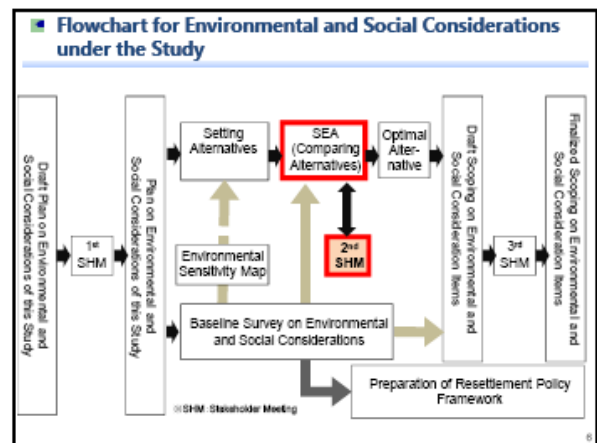 Flowchart for Environmental and Social Considerations
under the Study
Draft Plan on Environmental and
Social Considerations of this Study
1st
SHM
Plan on Environmental and
Social Considerations of this Study
Setting
Alternatives
SEA
(Comparing
Alternatives)
Optimal
Alter-
native
2nd
SHM
Environmental
Sensitivity Map
Baseline Survey on Environmental
and Social Considerations
Draft Scoping on Environmental and
Social Consideration Items
3rd
SHM
Finalized Scoping on Environmental and
Social Consideration Items
Preparation of Resettlement Policy
Framework
※SHM: Stakeholder Meeting
6